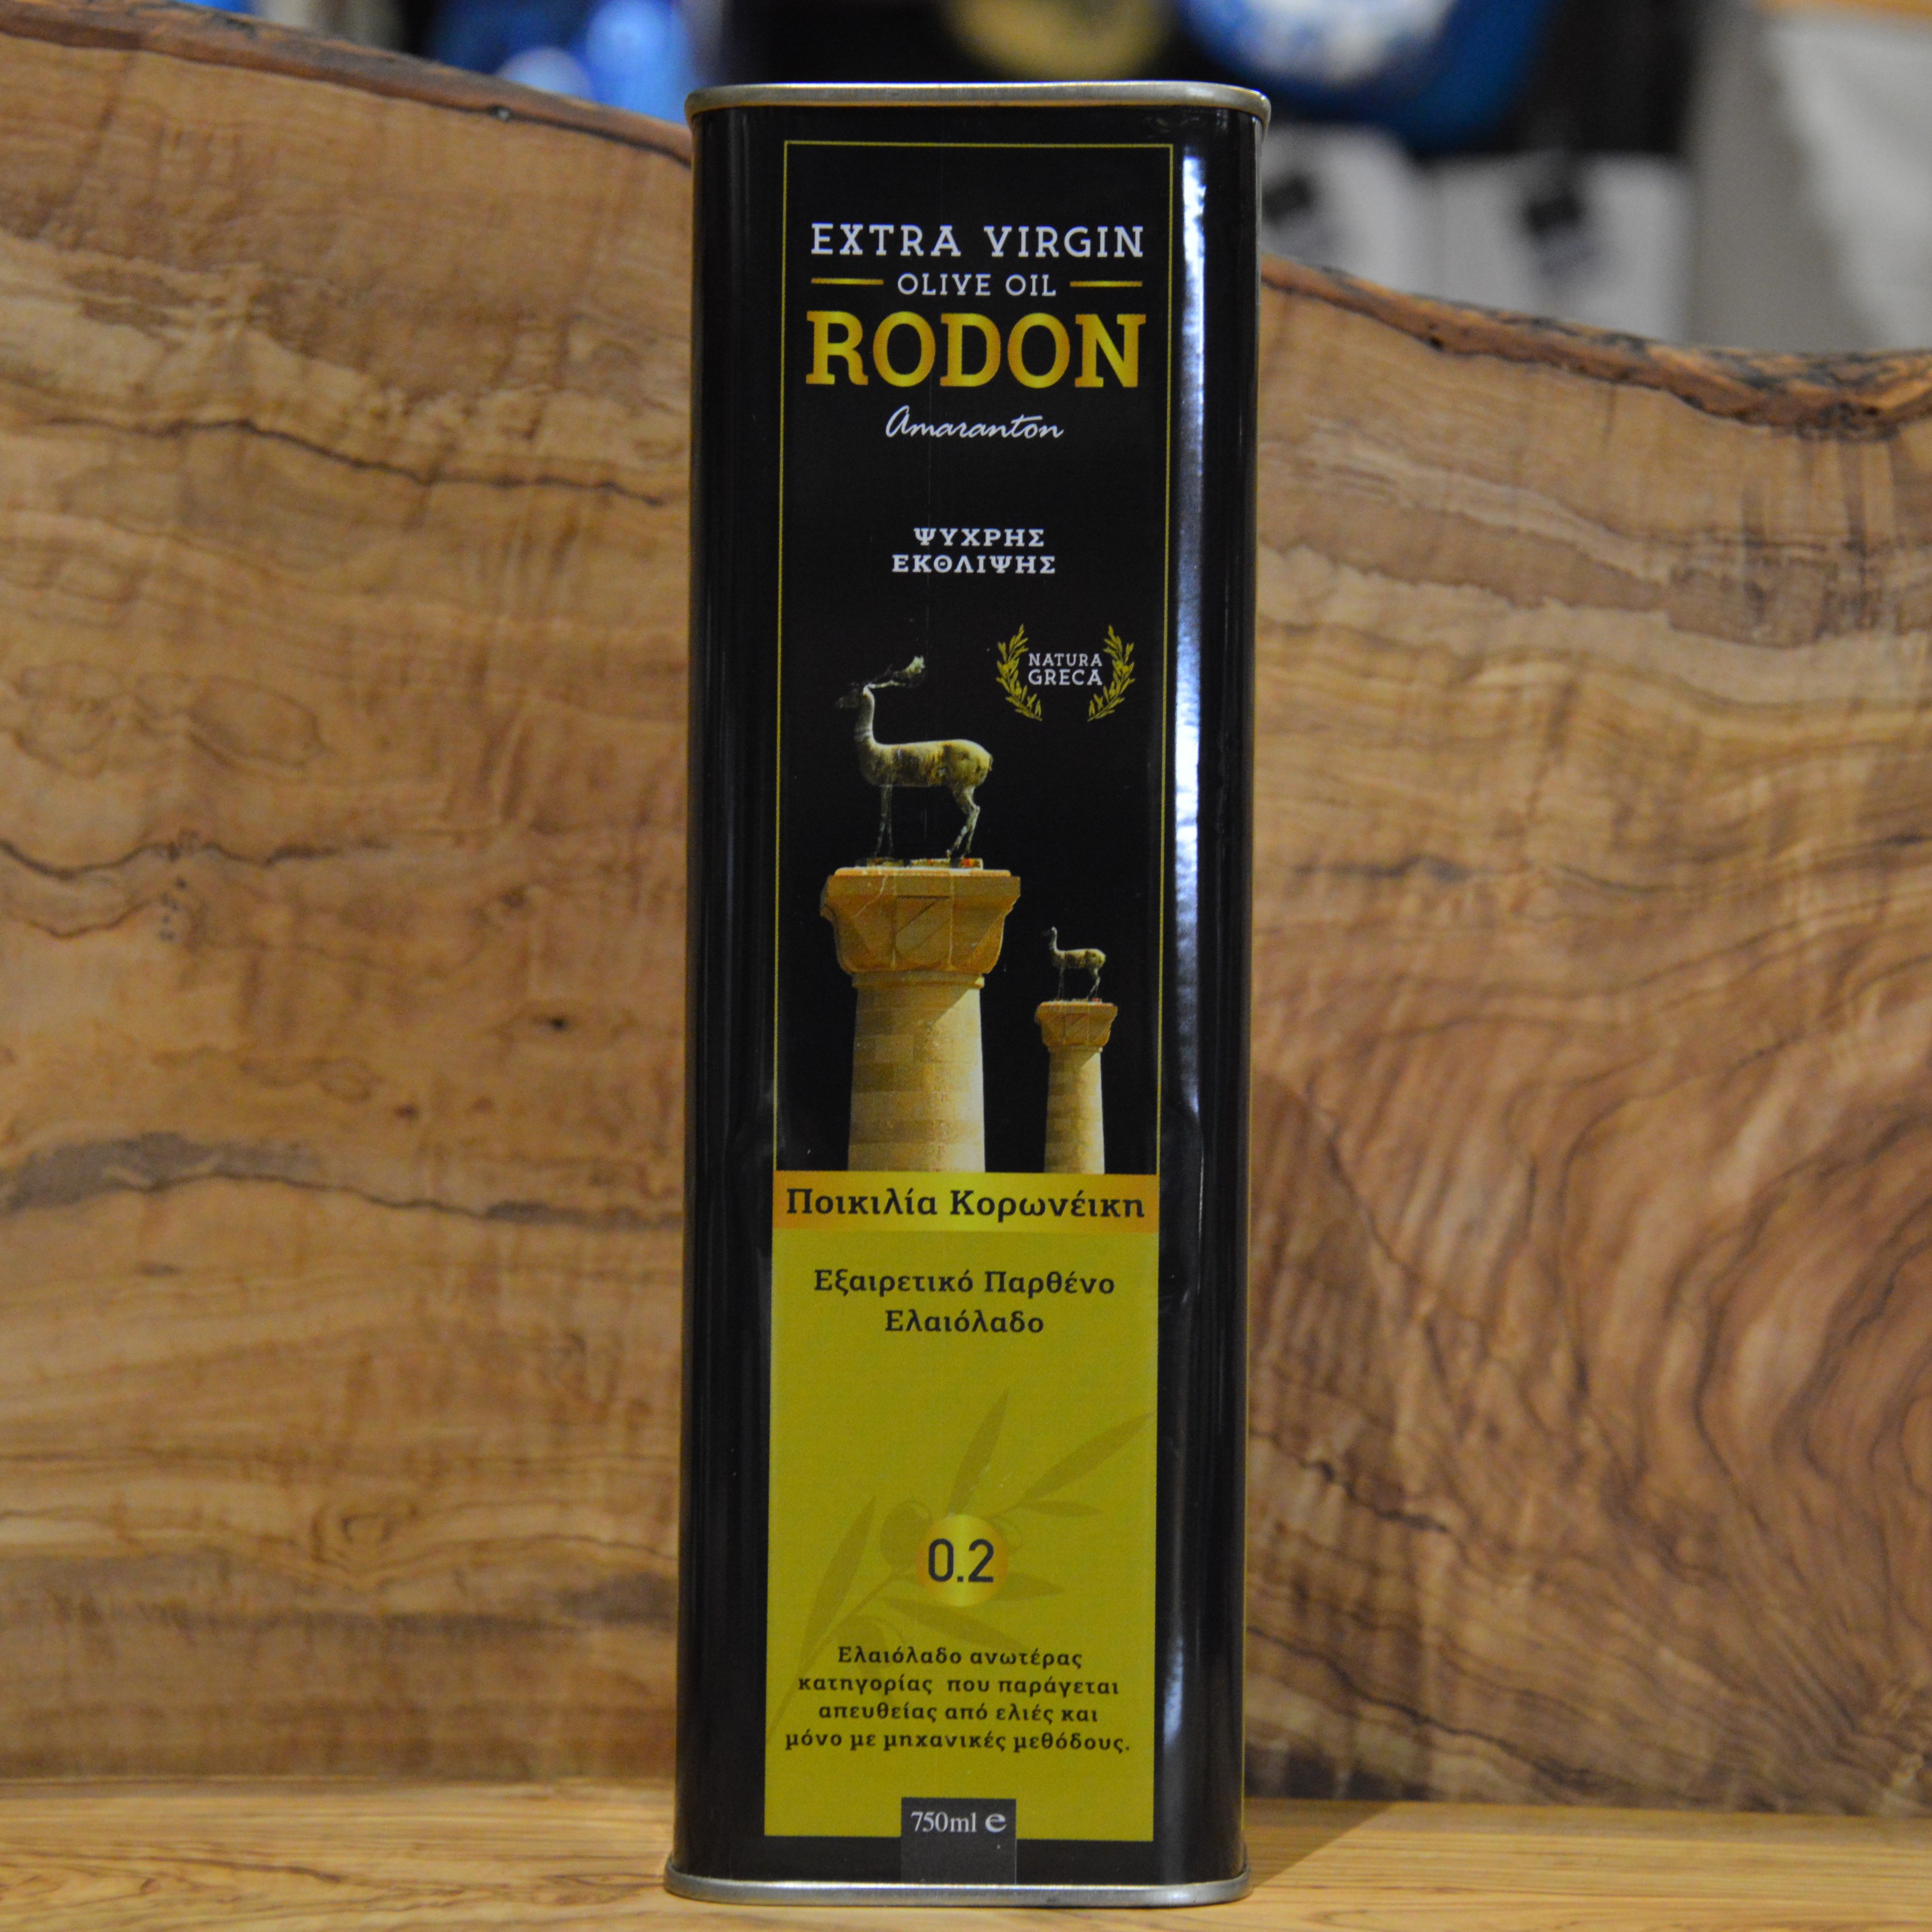 EXTRA VIRGIN
OLIVE OIL
RODON
Amaranton
ΨΥΧΡΗΣ
ΕΚΘΛΙΨΗΣ
NATURA
GRECA
Ποικιλία Κορωνέικη
Εξαιρετικό Παρθένο
Ελαιόλαδο
0.2
Ελαιόλαδο ανωτέρας
κατηγορίας που παράγεται
απευθείας από ελιές και
μόνο με μηχανικές μεθόδους.
750ml e